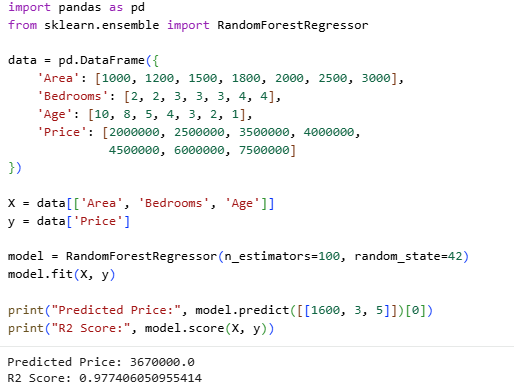 import pandas as pd
from sklearn.ensemble import RandomForestRegressor

data = pd.DataFrame({
    'Area': [1000, 1200, 1500, 1800, 2000, 2500, 3000],
    'Bedrooms': [2, 2, 3, 3, 3, 4, 4],
    'Age': [10, 8, 5, 4, 3, 2, 1],
    'Price': [2000000, 2500000, 3500000, 4000000,
              4500000, 6000000, 7500000]
})

X = data[['Area', 'Bedrooms', 'Age']]
y = data['Price']

model = RandomForestRegressor(n_estimators=100, random_state=42)
model.fit(X, y)

print("Predicted Price:", model.predict([[1600, 3, 5]])[0])
print("R2 Score:", model.score(X, y))

Predicted Price: 3670000.0
R2 Score: 0.977406050955414